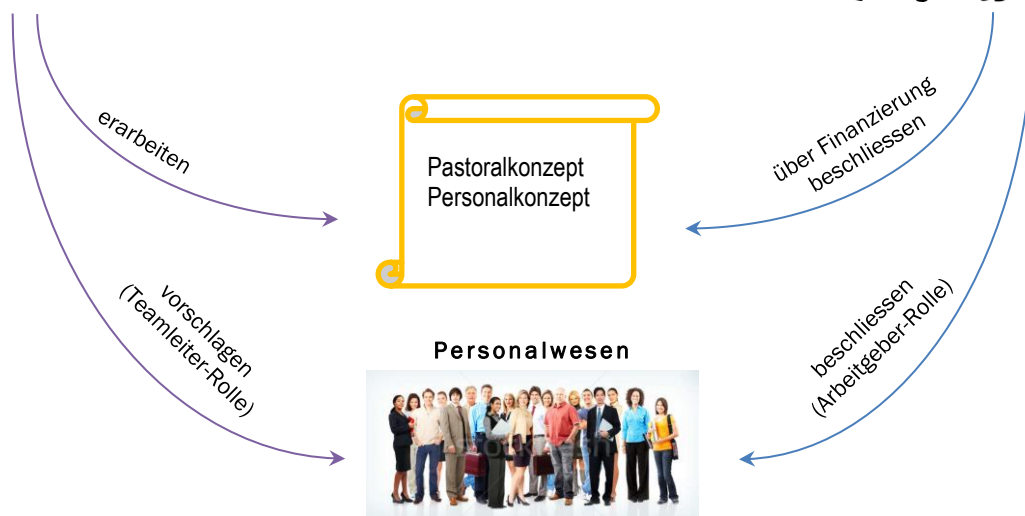 erarbeiten
über Finanzierung
beschliessen
Pastoralkonzept
Personalkonzept
vorschlagen
(Teamleiter-Rolle)
beschliessen
(Arbeitgeber-Rolle)
Personalwesen